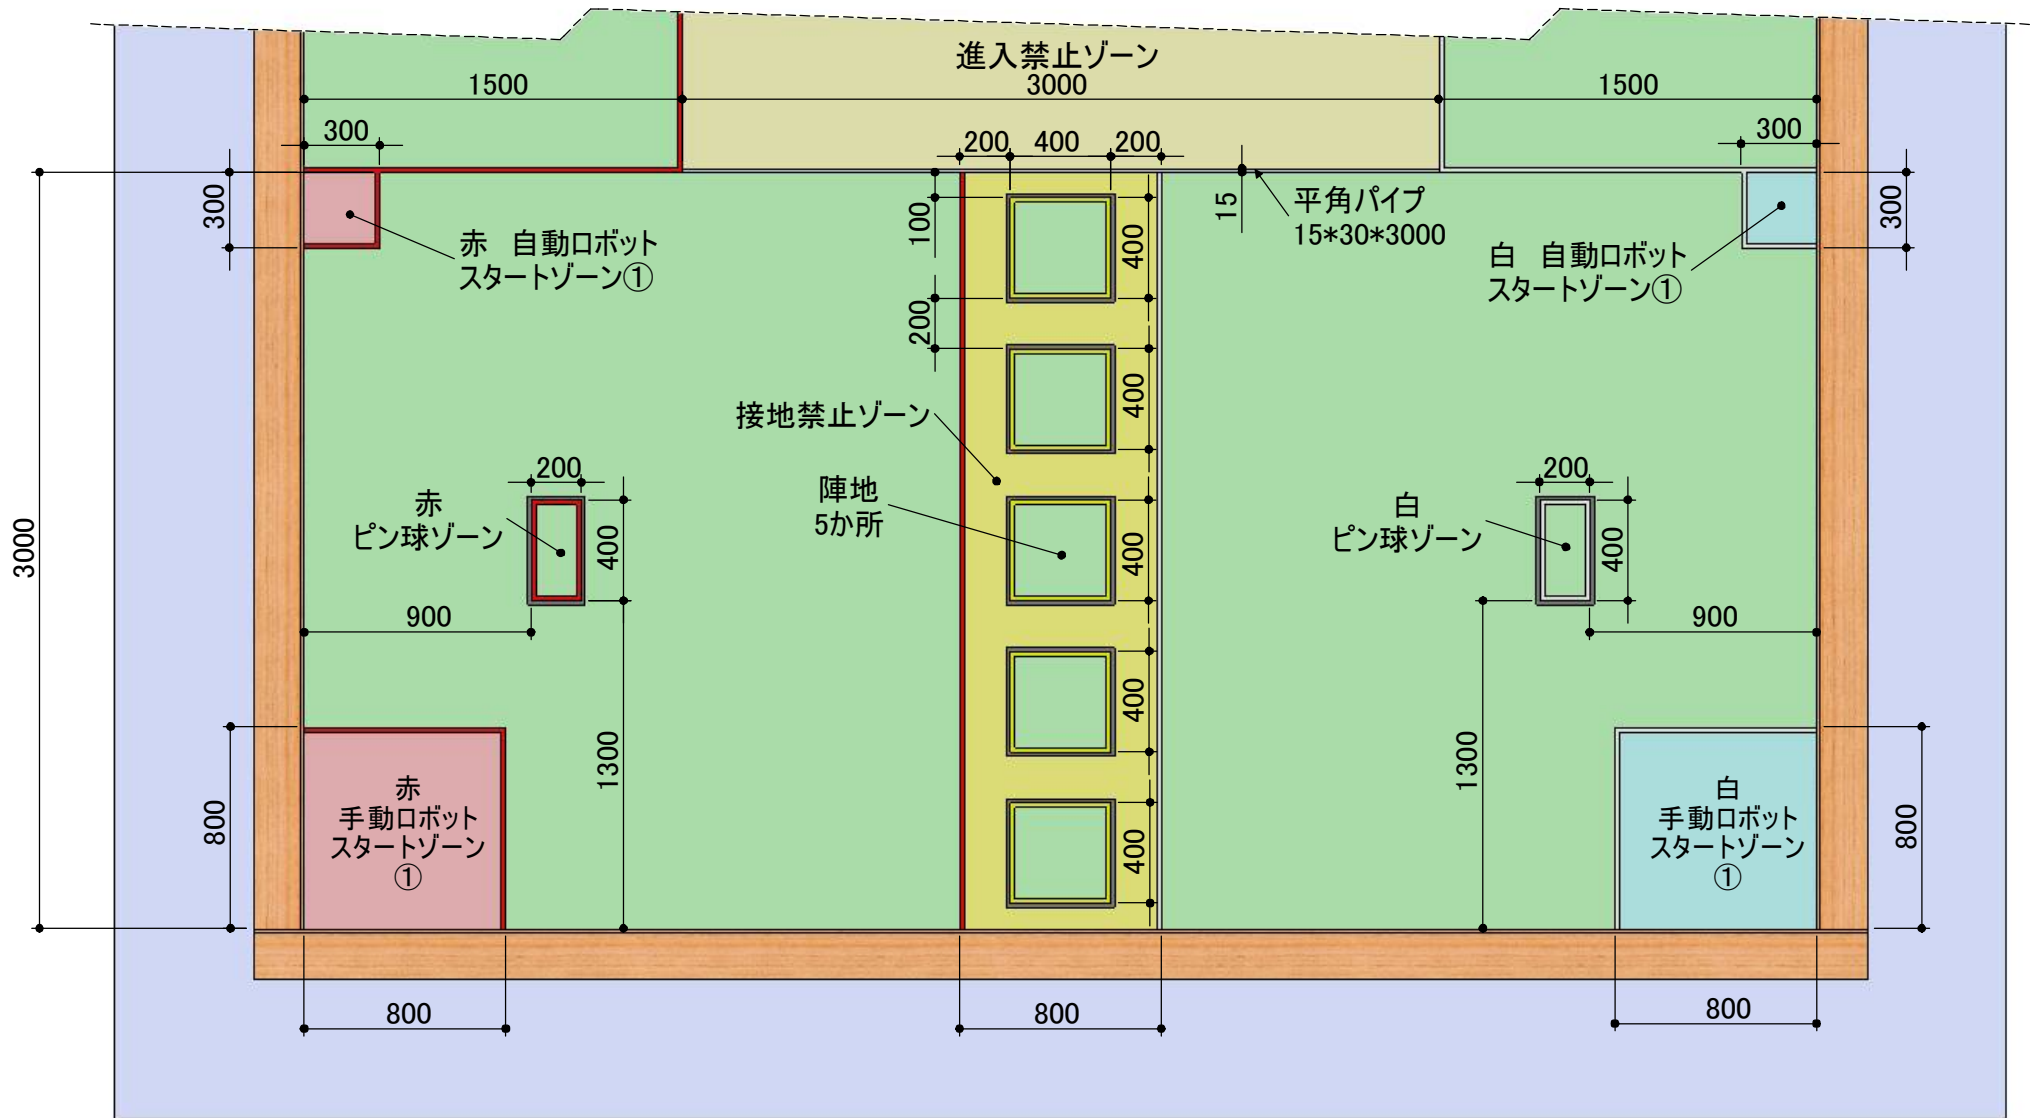 進入禁止ゾーン
1500
3000
1500
300
200
400
200
300
300
100
400
15
平角パイプ
15*30*3000
300
赤 自動ロボット
スタートゾーン①
白 自動ロボット
スタートゾーン①
200
400
接地禁止ゾーン
200
赤
ピン球ゾーン
400
陣地
5か所
400
白
ピン球ゾーン
200
400
3000
900
900
400
1300
1300
800
赤
手動ロボット
スタートゾーン
①
400
白
手動ロボット
スタートゾーン
①
800
800
800
800